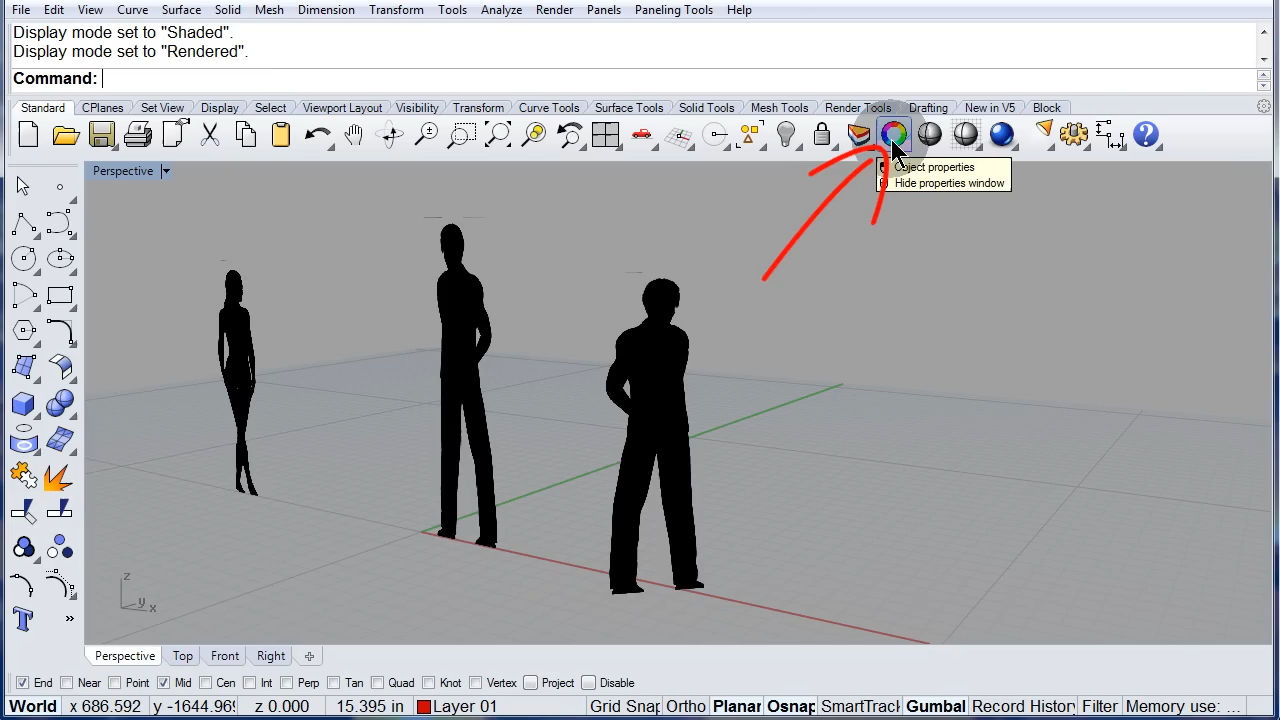 File Edit View Curve Surface Solid Mesh Dimension Transform Tools Analyze Render Panels Paneling Tools Help
Display mode set to "Shaded".
Display mode set to "Rendered".
Command:
Standard CPlanes Set View Display Select Viewport Layout Visibility Transform Curve Tools Surface Tools Solid Tools Mesh Tools Render Tools Drafting New in V5 Block
Perspective
Object properties
Hide properties window
z
y x
Perspective Top Front Right
End Near Point Mid Cen Int Perp Tan Quad Knot Vertex Project Disable
World x 686.592 y -1644.969 z 0.000 15.395 in Layer 01 Grid Snap Ortho Planar Osnap SmartTrack Gumbal Record History Filter Memory use: ...